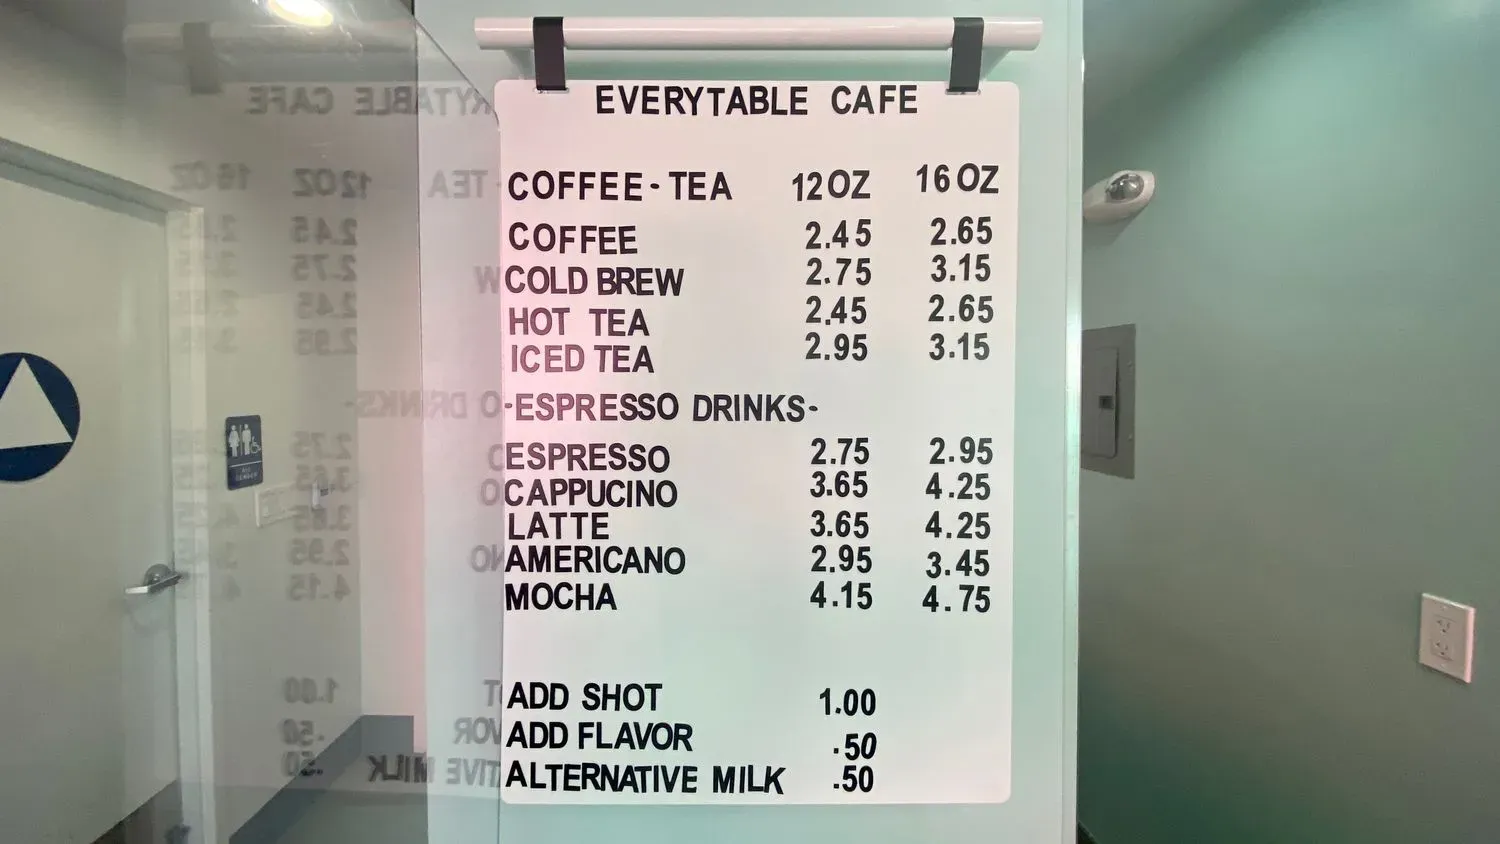 EVERYTABLE CAFE
COFFEE - TEA 12OZ 16OZ
COFFEE 2.45 2.65
COLD BREW 2.75 3.15
HOT TEA 2.45 2.65
ICED TEA 2.95 3.15
-ESPRESSO DRINKS-
ESPRESSO 2.75 2.95
CAPPUCINO 3.65 4.25
LATTE 3.65 4.25
AMERICANO 2.95 3.45
MOCHA 4.15 4.75
ADD SHOT 1.00
ADD FLAVOR .50
ALTERNATIVE MILK .50
ALL
GENDER